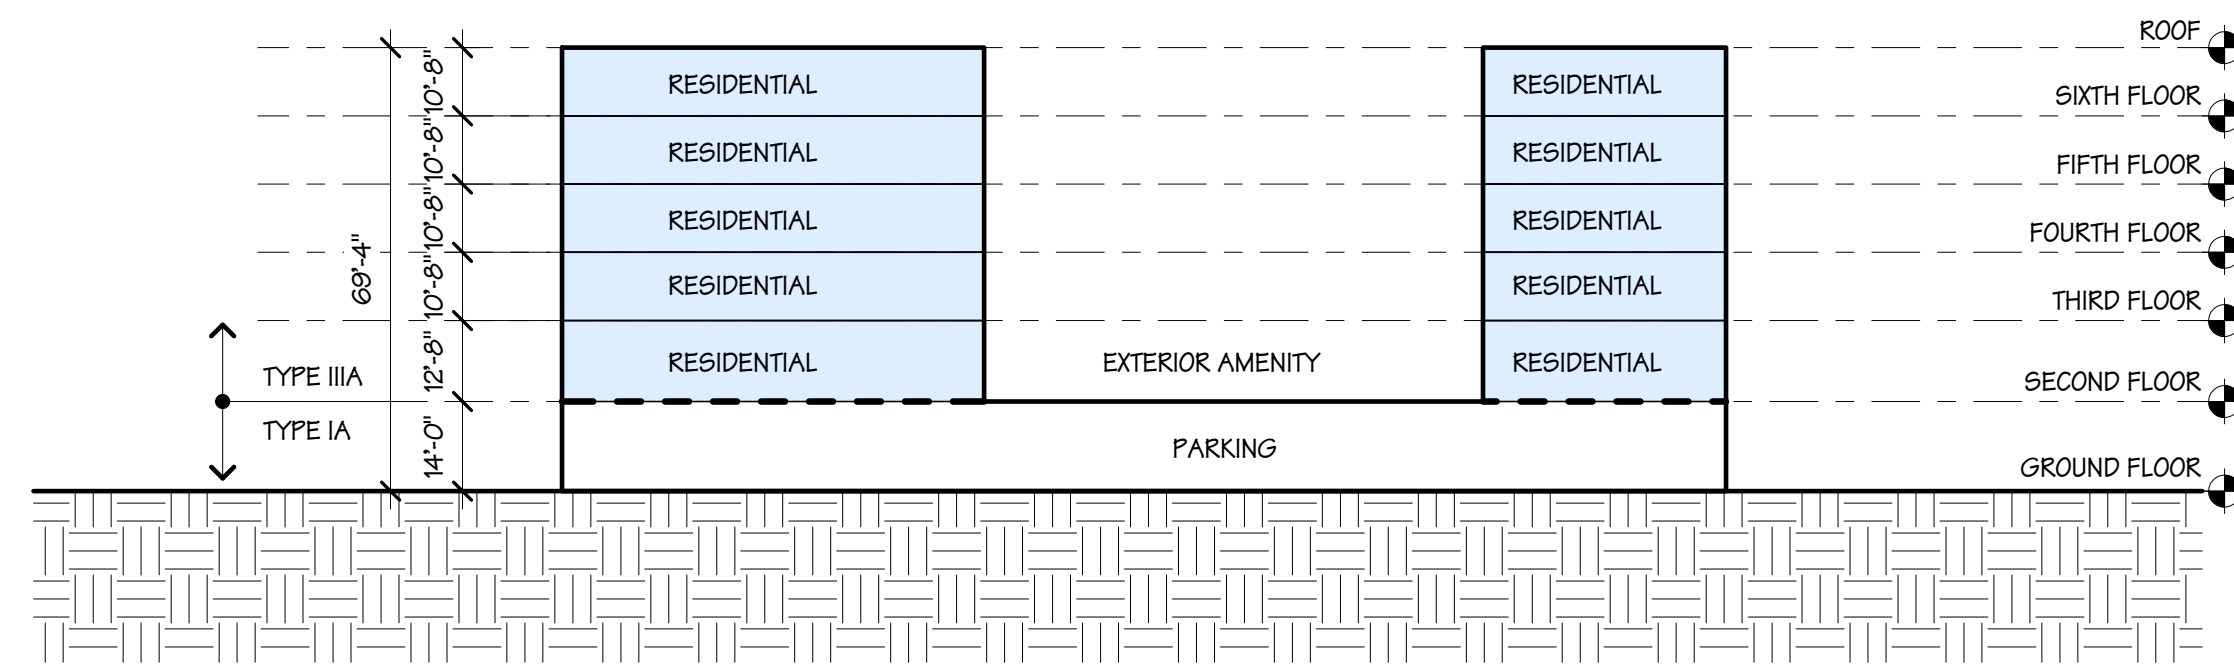 ROOF
10'-8"
RESIDENTIAL
RESIDENTIAL
SIXTH FLOOR
10'-8"
RESIDENTIAL
RESIDENTIAL
FIFTH FLOOR
10'-8"
RESIDENTIAL
RESIDENTIAL
FOURTH FLOOR
69'-4"
10'-8"
RESIDENTIAL
RESIDENTIAL
THIRD FLOOR
TYPE IIIA
12'-8"
RESIDENTIAL
EXTERIOR AMENITY
RESIDENTIAL
SECOND FLOOR
TYPE IA
14'-0"
PARKING
GROUND FLOOR